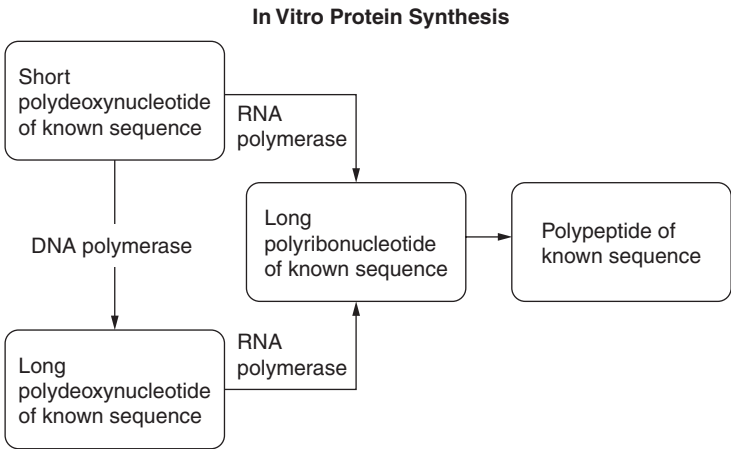 In Vitro Protein Synthesis
Short
polydeoxynucleotide
of known sequence
RNA
polymerase
DNA polymerase
Long
polyribonucleotide
of known sequence
Polypeptide of
known sequence
Long
polydeoxynucleotide
of known sequence
RNA
polymerase